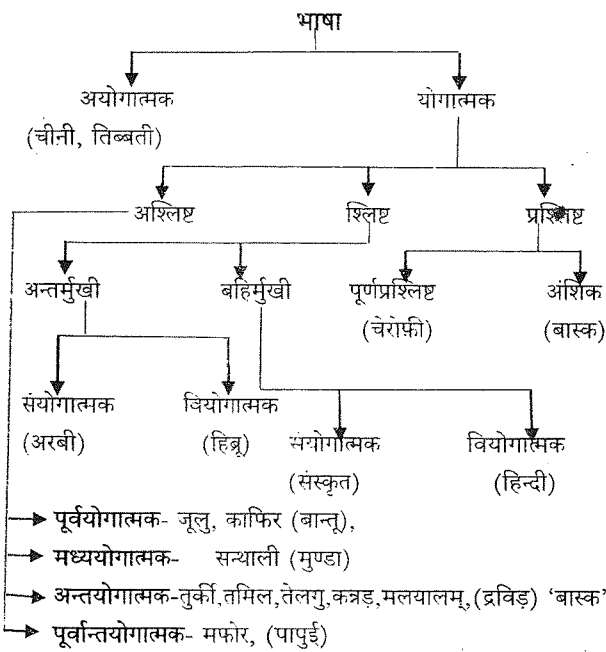 भाषा
अयोगात्मक योगात्मक
(चीनी, तिब्बती)
अश्लिष्ट श्लिष्ट प्रश्लिष्ट
अन्तर्मुखी बहिर्मुखी पूर्णप्रश्लिष्ट अंशिक
(चेरोफ़ी) (बास्क)
संयोगात्मक वियोगात्मक
(अरबी) (हिब्रू) संयोगात्मक वियोगात्मक
(संस्कृत) (हिन्दी)
पूर्वयोगात्मक- जूलु, काफिर (बान्तू),
मध्ययोगात्मक- सन्थाली (मुण्डा)
अन्तयोगात्मक-तुर्की,तमिल,तेलगु,कन्नड़,मलयालम्,(द्रविड़) 'बास्क'
पूर्वान्तयोगात्मक- मफोर, (पापुई)